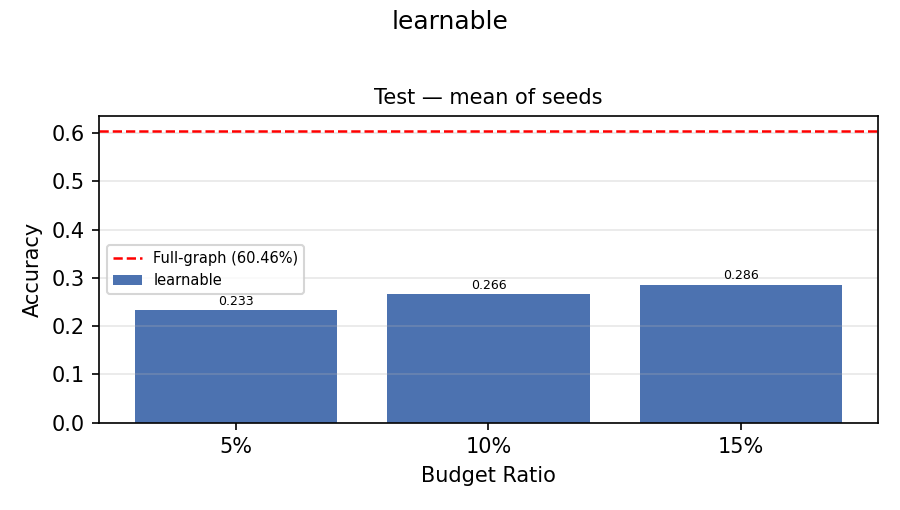 learnable
Test — mean of seeds
Accuracy
0.6
0.5
0.4
0.3
0.2
0.1
0.0
Full-graph (60.46%)
learnable
0.233
0.266
0.286
5%
10%
15%
Budget Ratio